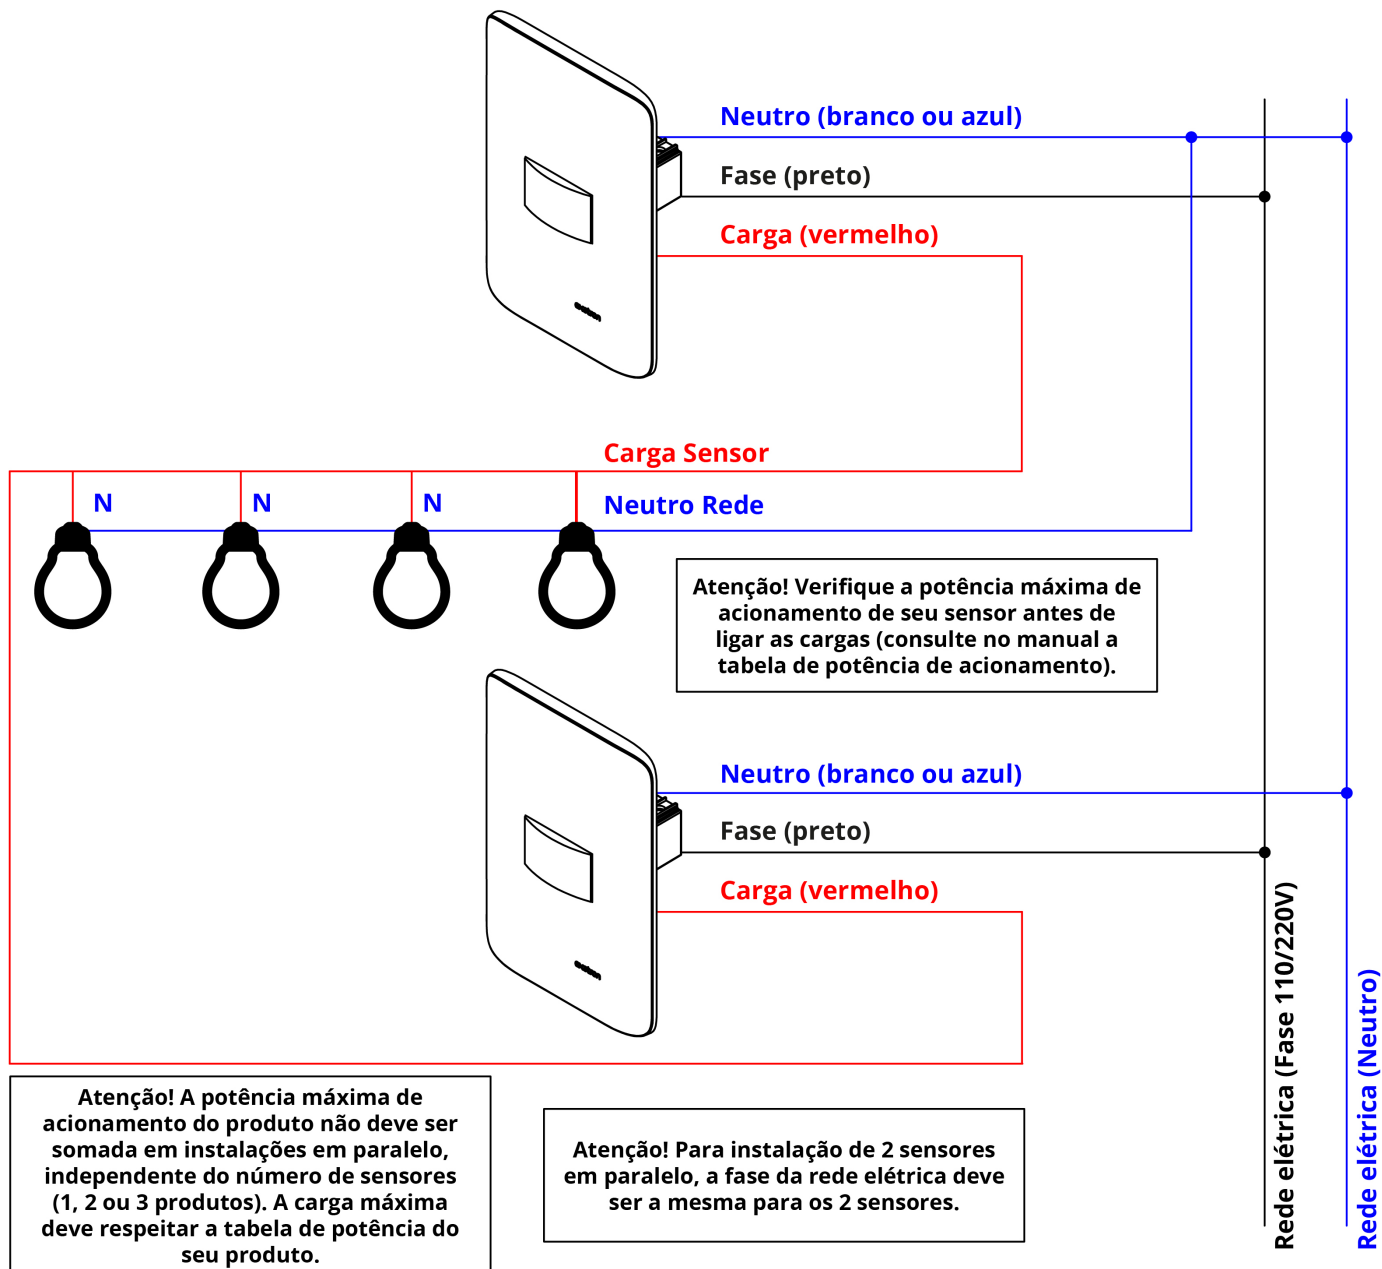 Neutro (branco ou azul)
Fase (preto)
Carga (vermelho)
Carga Sensor
N
N
N
Neutro Rede
Atenção! Verifique a potência máxima de
acionamento de seu sensor antes de
ligar as cargas (consulte no manual a
tabela de potência de acionamento).
Neutro (branco ou azul)
Fase (preto)
Carga (vermelho)
Rede elétrica (Fase 110/220V)
Rede elétrica (Neutro)
Atenção! A potência máxima de
acionamento do produto não deve ser
somada em instalações em paralelo,
independente do número de sensores
(1, 2 ou 3 produtos). A carga máxima
deve respeitar a tabela de potência do
seu produto.
Atenção! Para instalação de 2 sensores
em paralelo, a fase da rede elétrica deve
ser a mesma para os 2 sensores.